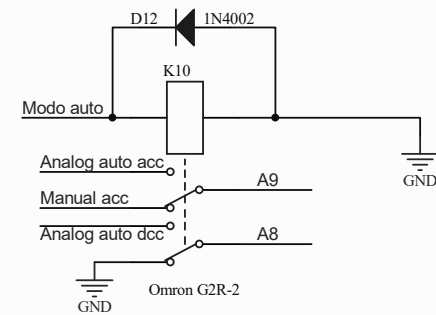 D12 1N4002
K10
Modo auto
GND
Analog auto acc
A9
Manual acc
Analog auto dcc
A8
GND
Omron G2R-2